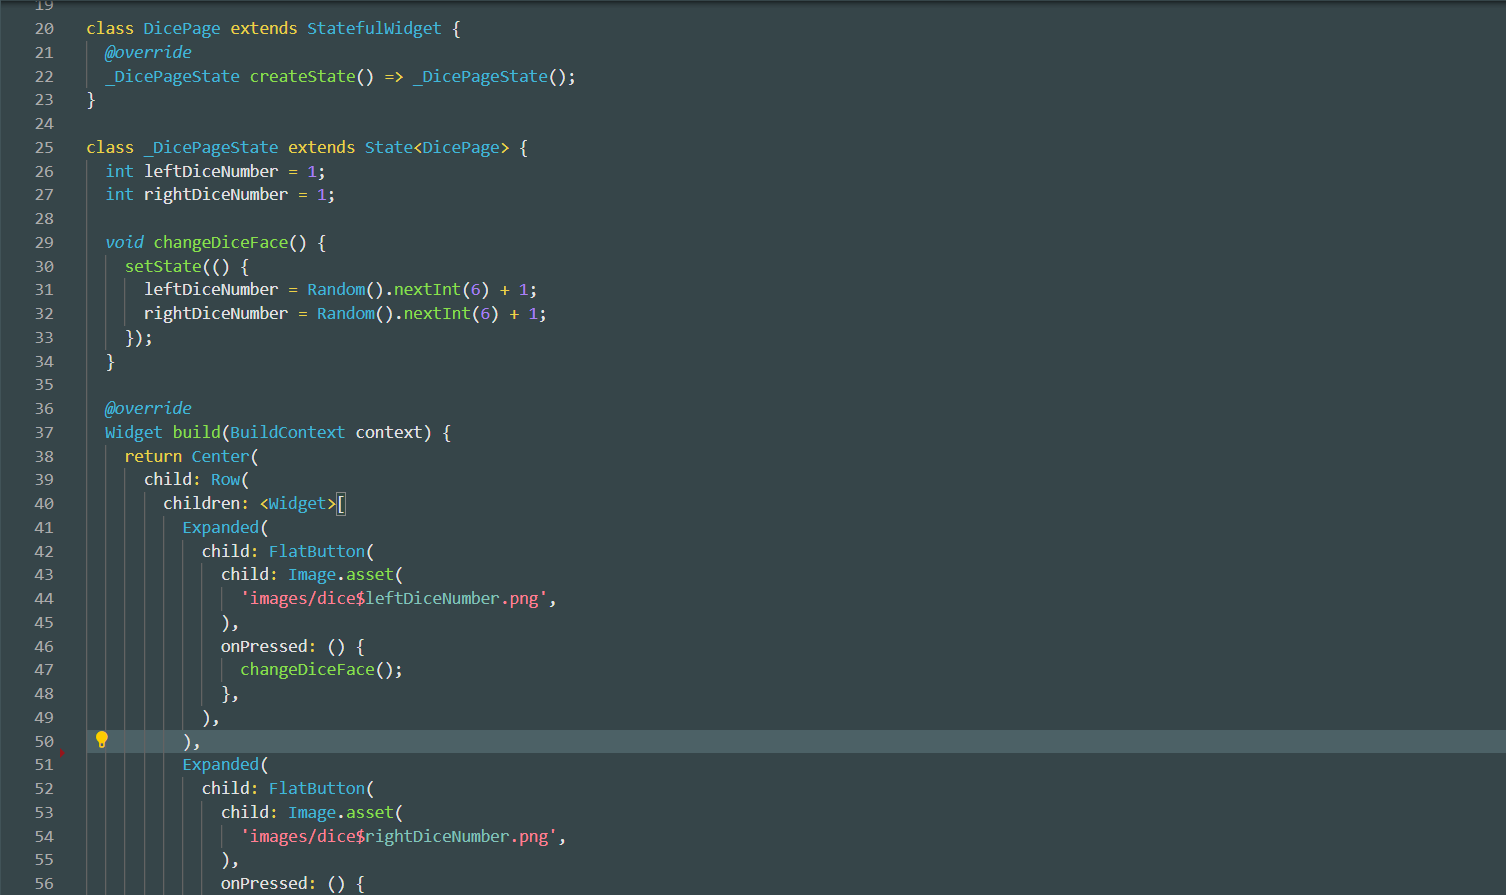 19
20 class DicePage extends StatefulWidget {
21   @override
22   _DicePageState createState() => _DicePageState();
23 }
24
25 class _DicePageState extends State<DicePage> {
26   int leftDiceNumber = 1;
27   int rightDiceNumber = 1;
28
29   void changeDiceFace() {
30     setState(() {
31       leftDiceNumber = Random().nextInt(6) + 1;
32       rightDiceNumber = Random().nextInt(6) + 1;
33     });
34   }
35
36   @override
37   Widget build(BuildContext context) {
38     return Center(
39       child: Row(
40         children: <Widget>[
41           Expanded(
42             child: FlatButton(
43               child: Image.asset(
44                 'images/dice$leftDiceNumber.png',
45               ),
46               onPressed: () {
47                 changeDiceFace();
48               },
49             ),
50           ),
51           Expanded(
52             child: FlatButton(
53               child: Image.asset(
54                 'images/dice$rightDiceNumber.png',
55               ),
56               onPressed: () {